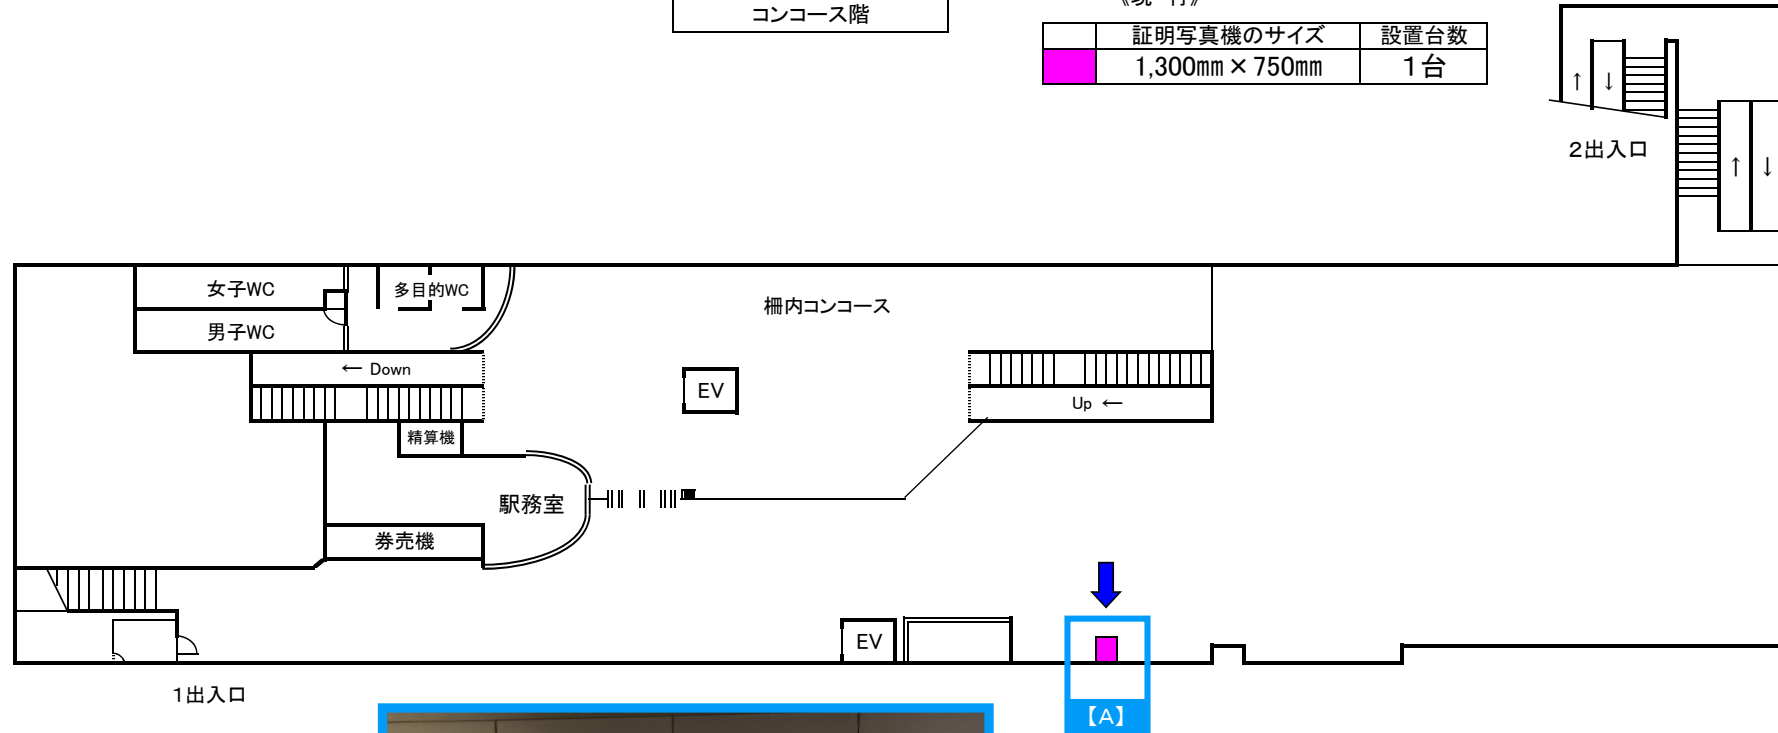 コンコース階
証明写真機のサイズ 設置台数
1,300㎜×750㎜ 1台
↑ ↓
2出入口
↑ ↓
女子WC
多目的WC
柵内コンコース
男子WC
← Down
EV
Up ←
精算機
駅務室
券売機
EV
1出入口
【A】